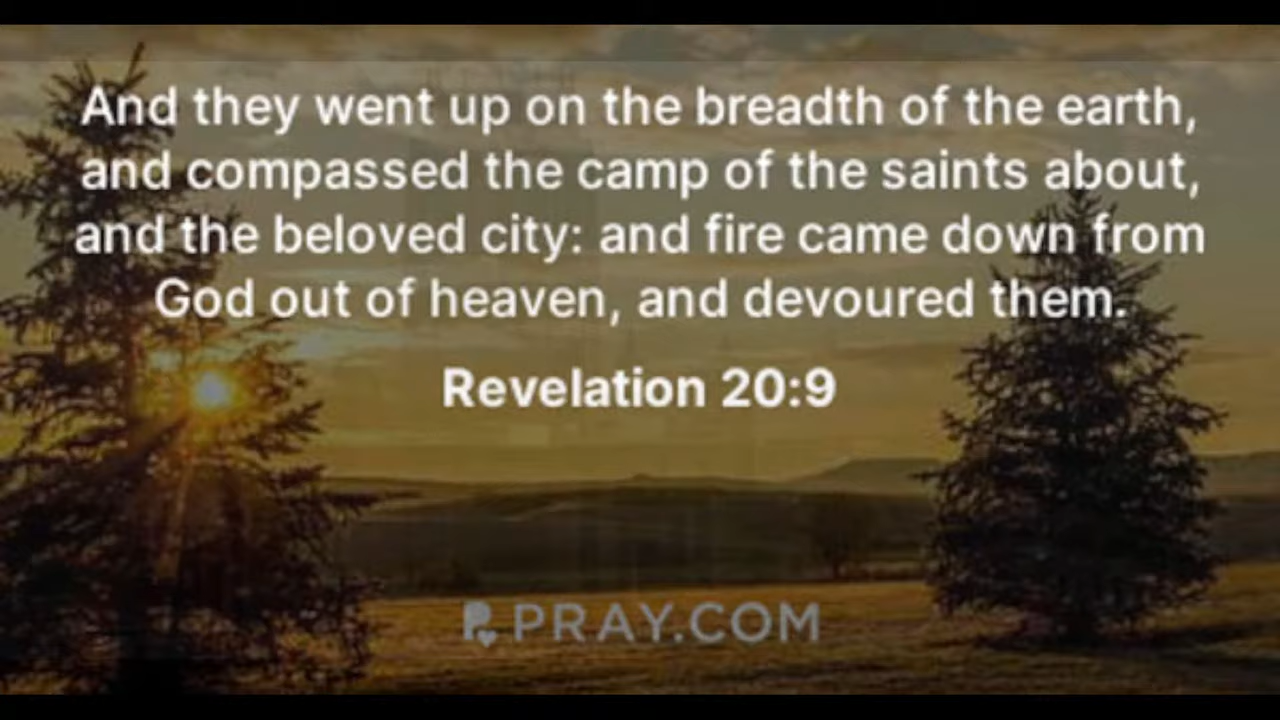 And they went up on the breadth of the earth,
and compassed the camp of the saints about,
and the beloved city: and fire came down from
God out of heaven, and devoured them.
Revelation 20:9
PRAY.COM